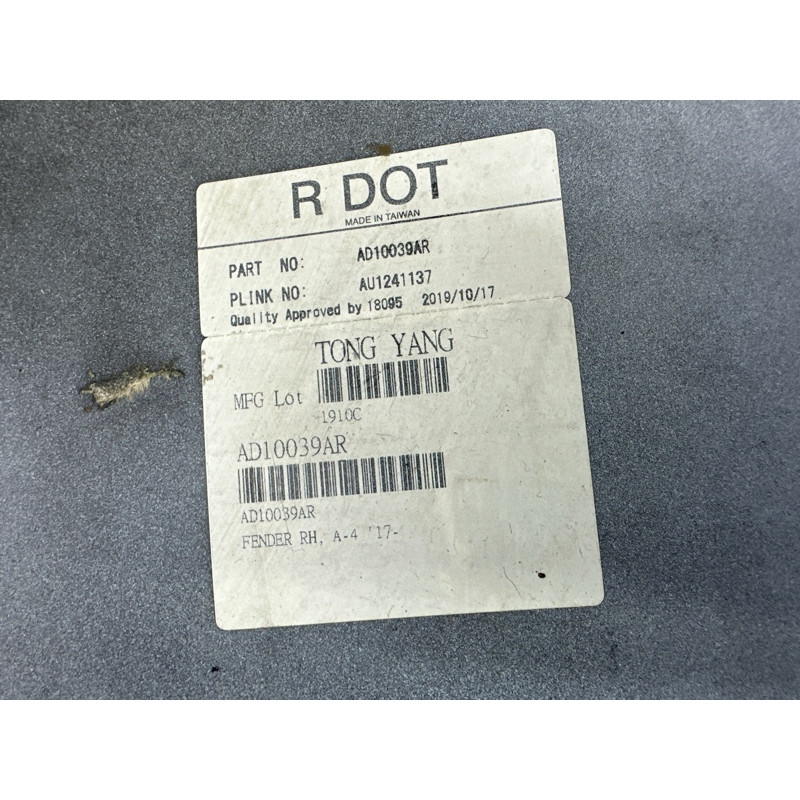 R DOT
MADE IN TAIWAN
PART NO: AD10039AR
PLINK NO: AU1241137
Quality Approved by 18095 2019/10/17
TONG YANG
MFG Lot
1910C
AD10039AR
AD10039AR
FENDER RH, A-4 '17-